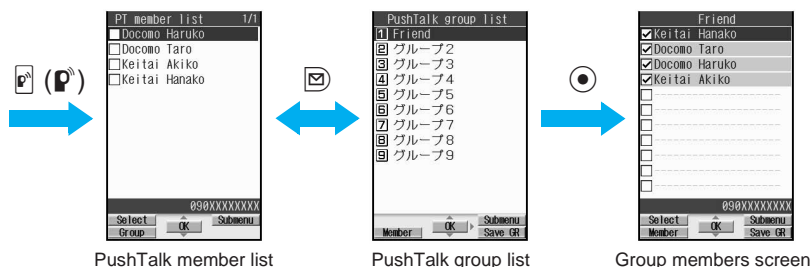 PT member list 1/1
Docomo Haruko
Docomo Taro
Keitai Akiko
Keitai Hanako
090XXXXXXXX
Select OK Submenu
Group
PushTalk member list
PushTalk group list
1 Friend
2 グループ2
3 グループ3
4 グループ4
5 グループ5
6 グループ6
7 グループ7
8 グループ8
9 グループ9
Submenu
Member OK Save GR
PushTalk group list
Friend
Keitai Hanako
Docomo Taro
Docomo Haruko
Keitai Akiko
090XXXXXXXX
Select OK Submenu
Member Save GR
Group members screen